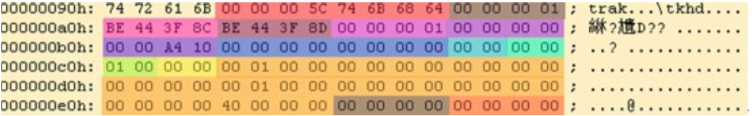 00000090h: 74 72 61 6B 00 00 00 5C 74 6B 68 64 00 00 00 01 ; trak...\tkhd....
000000a0h: BE 44 3F 8C BE 44 3F 8D 00 00 00 01 00 00 00 00 ; 綝?尵D?? .......
000000b0h: 00 00 A4 10 00 00 00 00 00 00 00 00 00 00 00 00 ; ..?............
000000c0h: 01 00 00 00 00 01 00 00 00 00 00 00 00 00 00 00 ; ................
000000d0h: 00 00 00 00 00 01 00 00 00 00 00 00 00 00 00 00 ; ................
000000e0h: 00 00 00 00 40 00 00 00 00 00 00 00 00 00 00 00 ; ....@...........